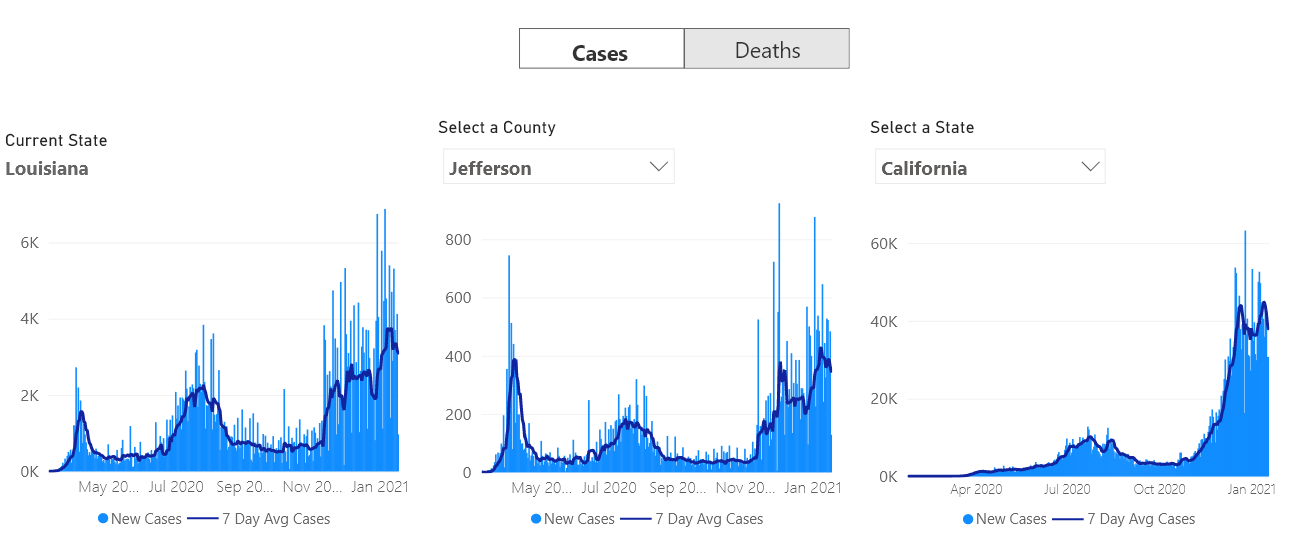 Cases
Deaths
Current State
Louisiana
6K
4K
2K
0K
May 20... Jul 2020 Sep 20... Nov 20... Jan 2021
New Cases 7 Day Avg Cases
Select a County
Jefferson
800
600
400
200
0
May 20... Jul 2020 Sep 20... Nov 20... Jan 2021
New Cases 7 Day Avg Cases
Select a State
California
60K
40K
20K
0K
Apr 2020 Jul 2020 Oct 2020 Jan 2021
New Cases 7 Day Avg Cases